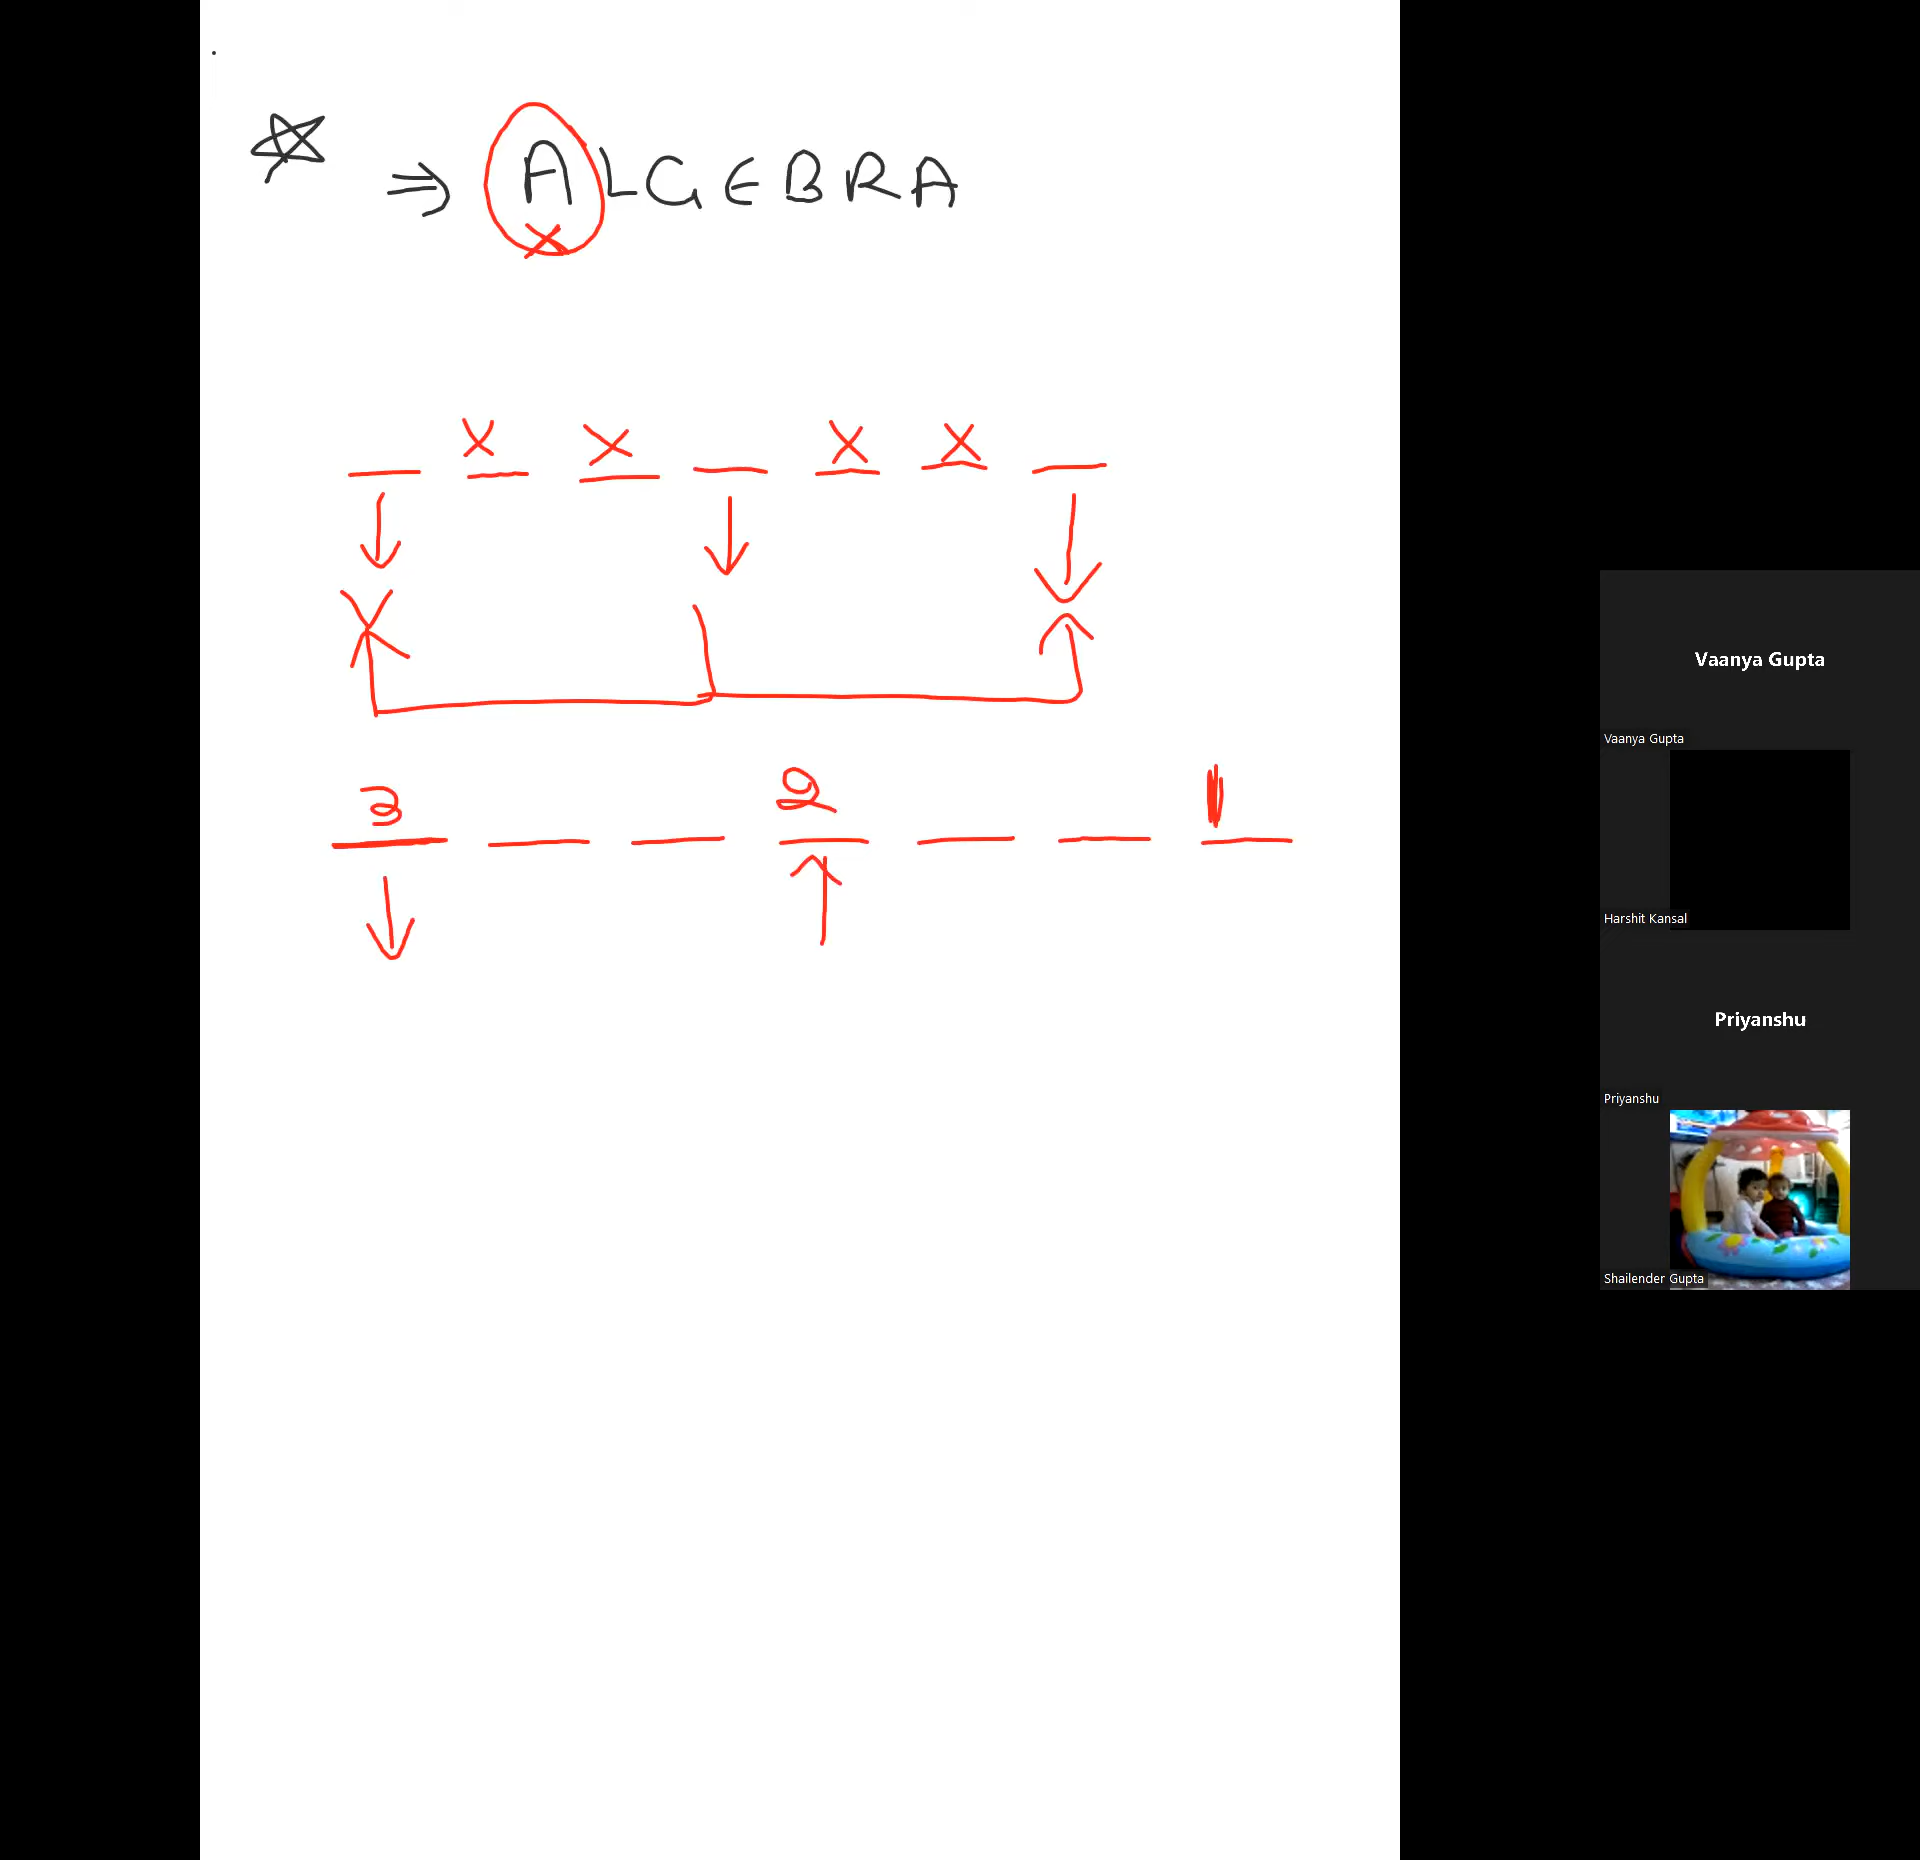 ⇒ ALGEBRA
X
X X X X
3 2 1
Vaanya Gupta
Vaanya Gupta
Harshit Kansal
Priyanshu
Priyanshu
Shailender Gupta